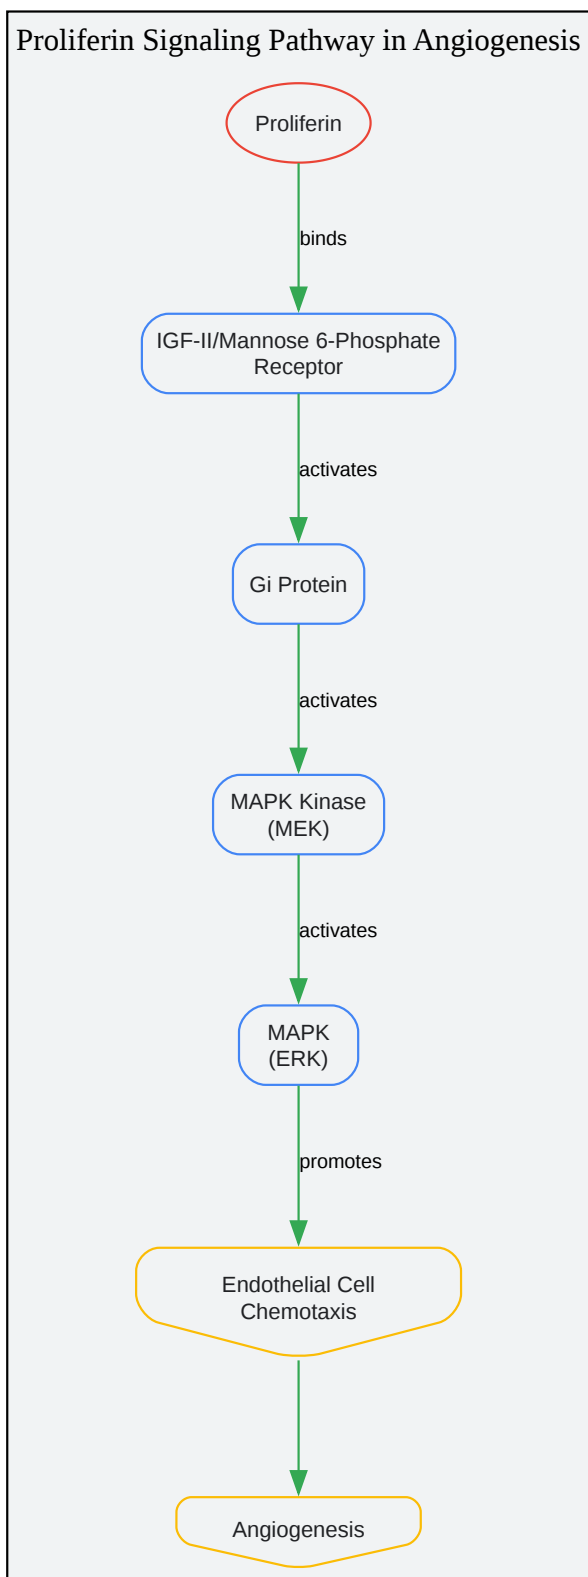 Proliferin Signaling Pathway in Angiogenesis
Proliferin
binds
IGF-II/Mannose 6-Phosphate
Receptor
activates
Gi Protein
activates
MAPK Kinase
(MEK)
activates
MAPK
(ERK)
promotes
Endothelial Cell
Chemotaxis
Angiogenesis